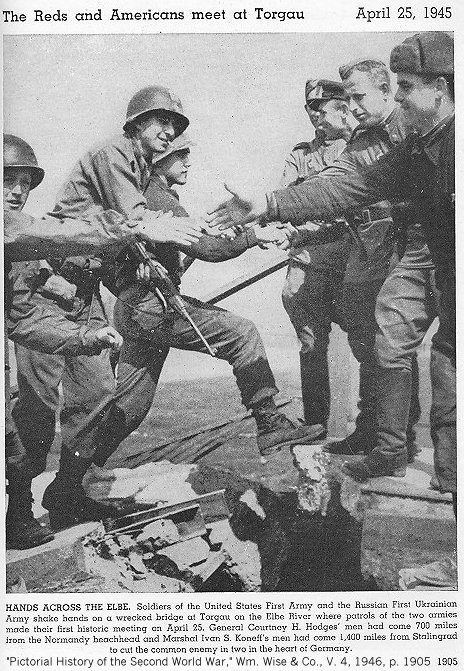 The Reds and Americans meet at Torgau April 25, 1945
HANDS ACROSS THE ELBE. Soldiers of the United States First Army and the Russian First Ukrainian
Army shake hands on a wrecked bridge at Torgau on the Elbe River where patrols of the two armies
made their first historic meeting on April 25. General Courtney H. Hodges' men had come 700 miles
from the Normandy beachhead and Marshal Ivan S. Koneff's men had come 1,400 miles from Stalingrad
to cut the common enemy in two in the heart of Germany.
"Pictorial History of the Second World War," Wm. Wise & Co., V. 4, 1946, p. 1905
1905